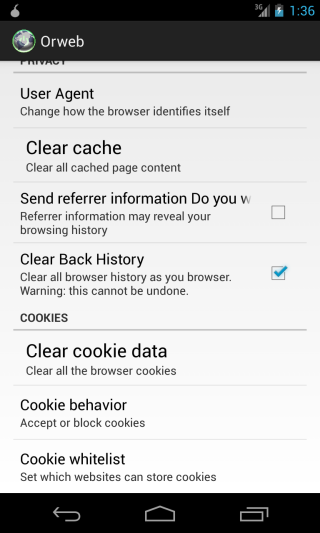 3G 1:36
Orweb
PRIVACY
User Agent
Change how the browser identifies itself
Clear cache
Clear all cached page content
Send referrer information Do you w
Referrer information may reveal your
browsing history
Clear Back History
Clear all browser history as you browser.
Warning: this cannot be undone.
COOKIES
Clear cookie data
Clear all the browser cookies
Cookie behavior
Accept or block cookies
Cookie whitelist
Set which websites can store cookies